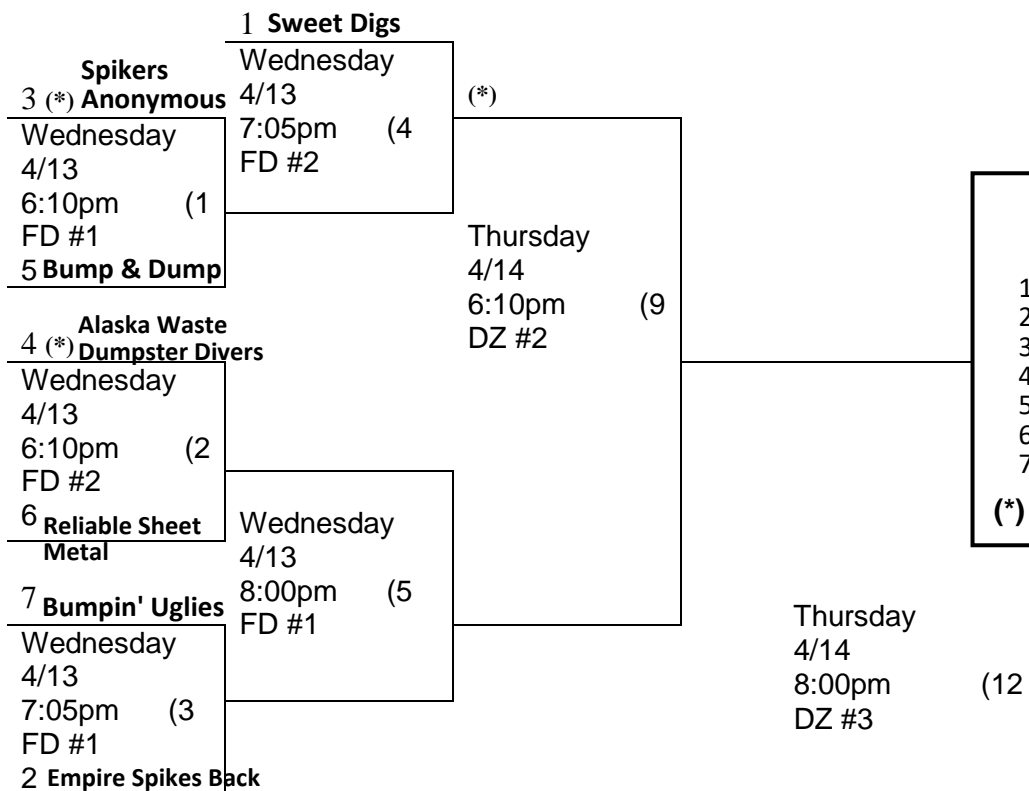 1 Sweet Digs
Wednesday
4/13
7:05pm (4
FD #2
Spikers
3 (*) Anonymous
Wednesday
4/13
6:10pm (1
FD #1
5 Bump & Dump
(*)
Thursday
4/14
6:10pm (9
DZ #2
Alaska Waste
4 (*) Dumpster Divers
Wednesday
4/13
6:10pm (2
FD #2
6 Reliable Sheet
Metal
Wednesday
4/13
8:00pm (5
FD #1
7 Bumpin' Uglies
Wednesday
4/13
7:05pm (3
FD #1
2 Empire Spikes Back
1
2
3
4
5
6
7
(*)
Thursday
4/14
8:00pm (12
DZ #3